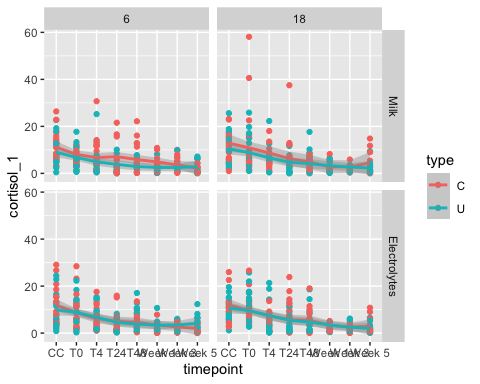 6 18
60
40
20
0
Milk
60
40
20
0
Electrolytes
CC T0 T4 T24 T48 Week 5 CC T0 T4 T24 T48 Week 5
timepoint
cortisol_1
type
C
U